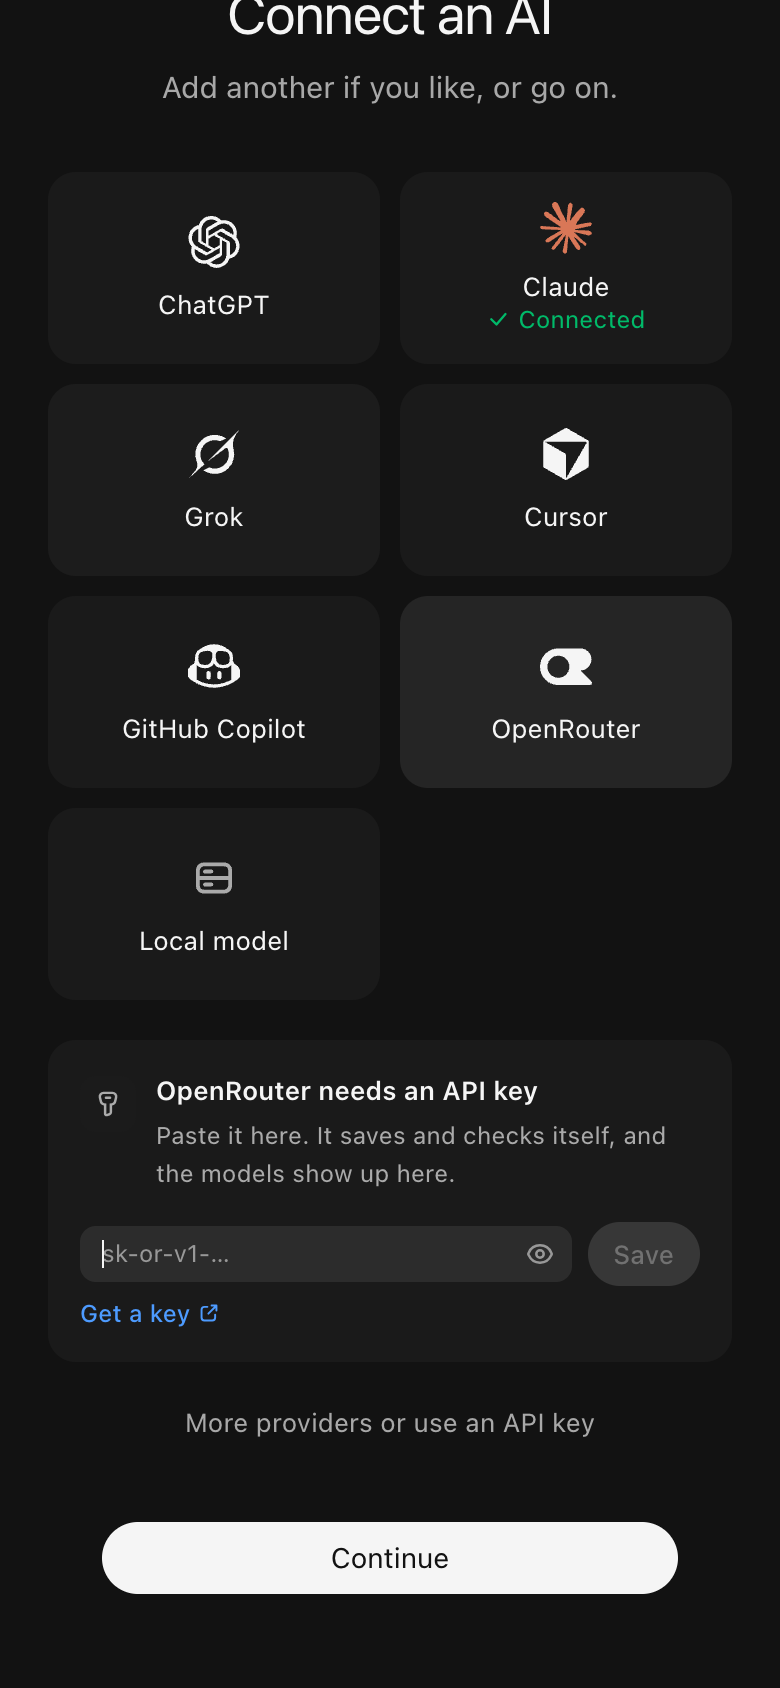 Connect an AI
Add another if you like, or go on.
ChatGPT
Claude
Connected
Grok
Cursor
GitHub Copilot
OpenRouter
Local model
OpenRouter needs an API key
Paste it here. It saves and checks itself, and
the models show up here.
sk-or-v1-...
Save
Get a key
More providers or use an API key
Continue